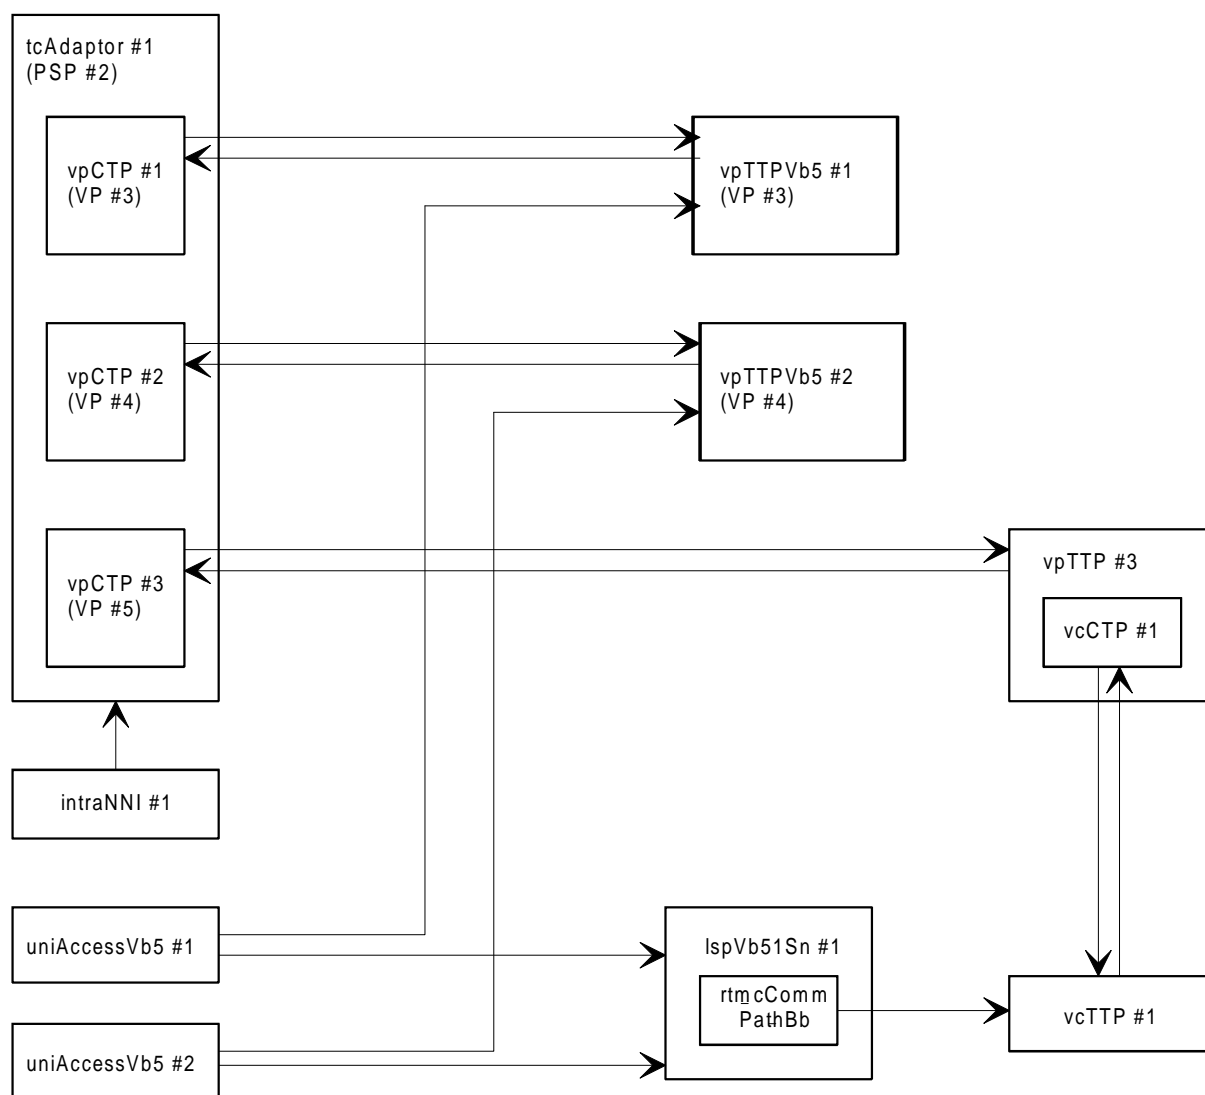 tcAdaptor #1
(PSP #2)
vpCTP #1
(VP #3)
vpTTPVb5 #1
(VP #3)
vpCTP #2
(VP #4)
vpTTPVb5 #2
(VP #4)
vpCTP #3
(VP #5)
vpTTP #3
vcCTP #1
intraNNI #1
uniAccessVb5 #1
lspVb51Sn #1
rtmcComm
PathBb
vcTTP #1
uniAccessVb5 #2